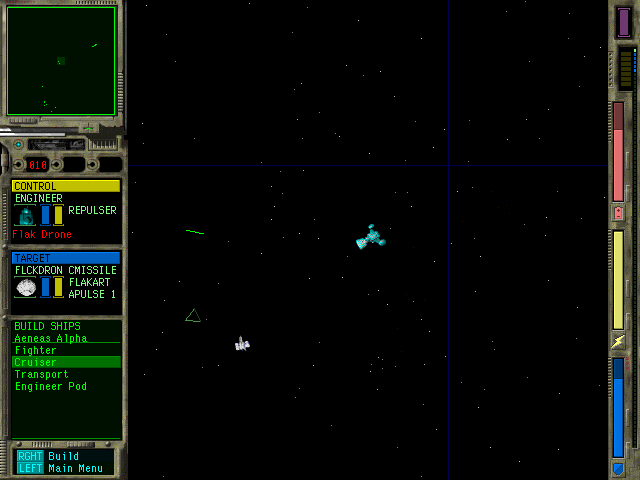 010
CONTROL
ENGINEER
REPULSER
Flak Drone
TARGET
FLCKDRON CMISSILE
FLAKART
APULSE 1
BUILD SHIPS
Aeneas Alpha
Fighter
Cruiser
Transport
Engineer Pod
RGHT Build
LEFT Main Menu